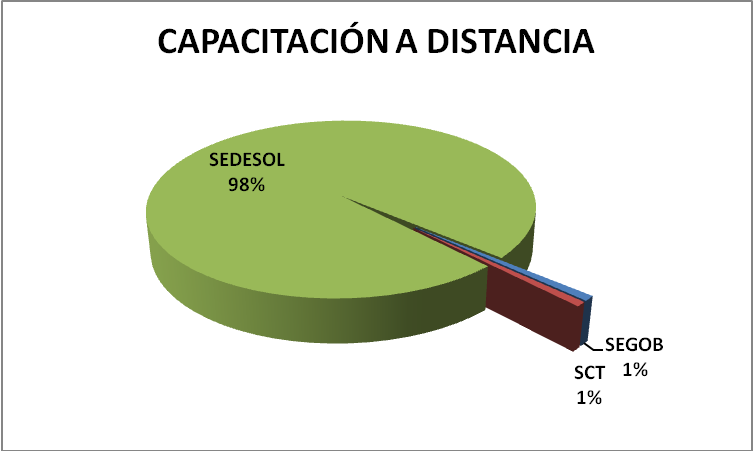 CAPACITACIÓN A DISTANCIA
SEDESOL
98%
SEGOB
1%
SCT
1%